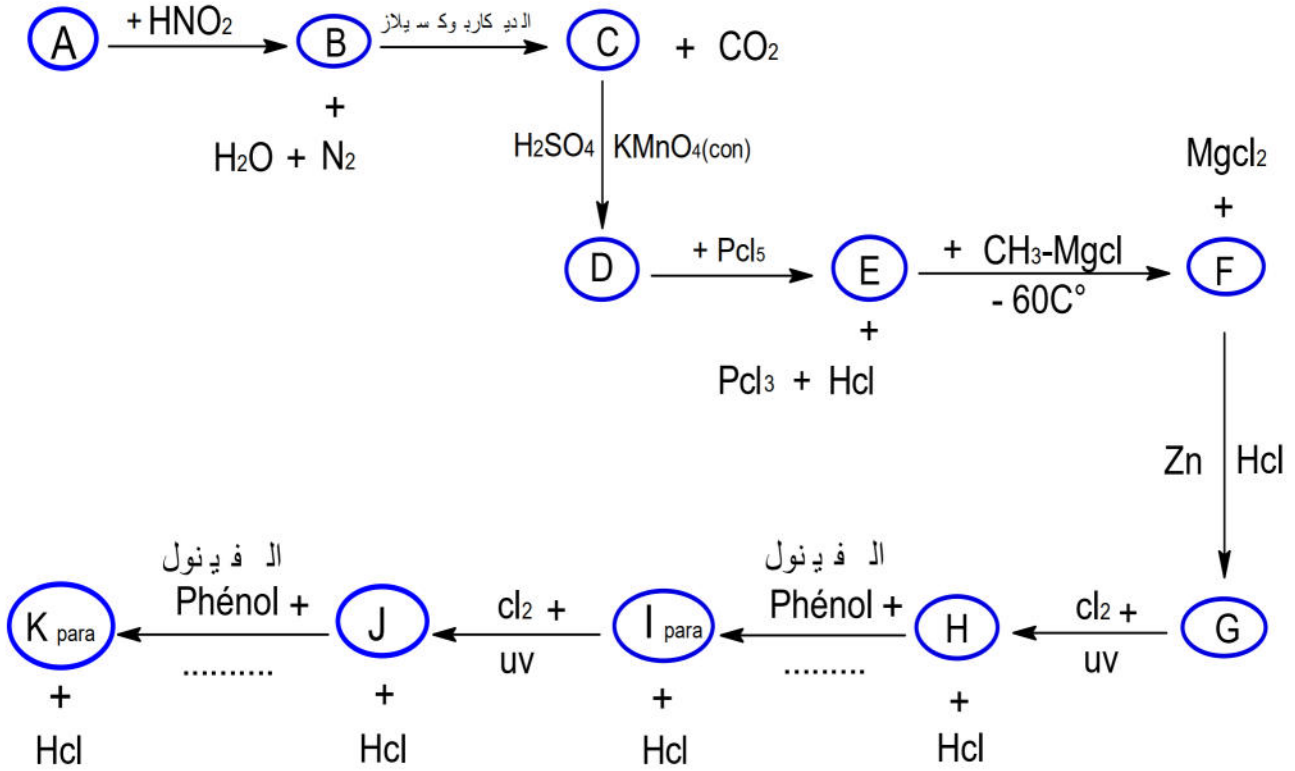 A + HNO2 B الديكاربوكسيلاز C + CO2
+
H2O + N2
H2SO4 KMnO4(con)
Mgcl2
+
D + Pcl5 E + CH3-Mgcl F
- 60C°
+
Pcl3 + Hcl
Zn Hcl
الفينول الفينول
K para Phénol + J cl2 + I para Phénol + H cl2 + G
.......... uv ......... uv
+ + + +
Hcl Hcl Hcl Hcl